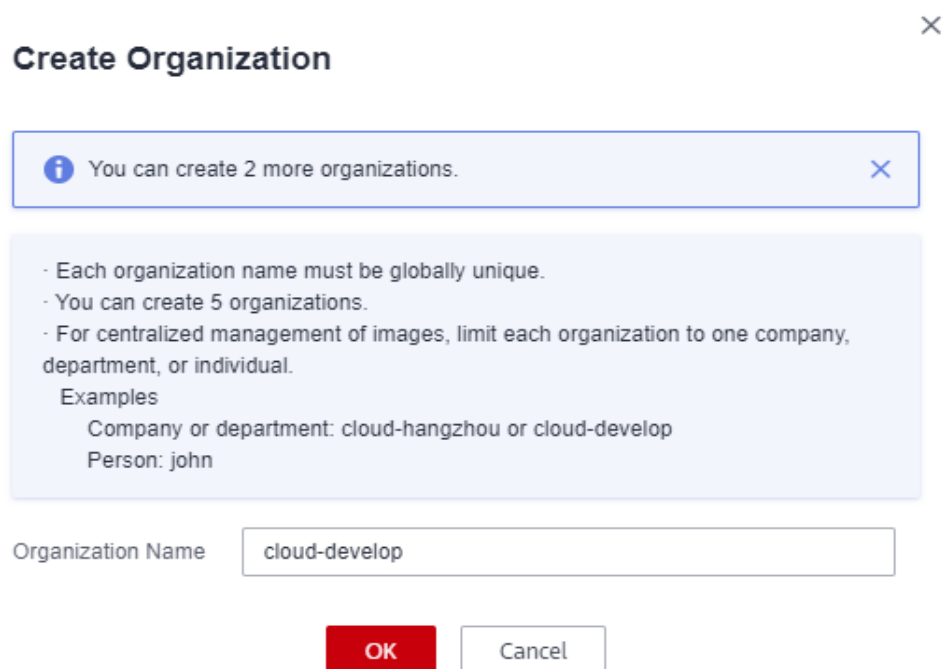 Create Organization
You can create 2 more organizations.
· Each organization name must be globally unique.
· You can create 5 organizations.
· For centralized management of images, limit each organization to one company,
department, or individual.
Examples
Company or department: cloud-hangzhou or cloud-develop
Person: john
Organization Name cloud-develop
OK Cancel